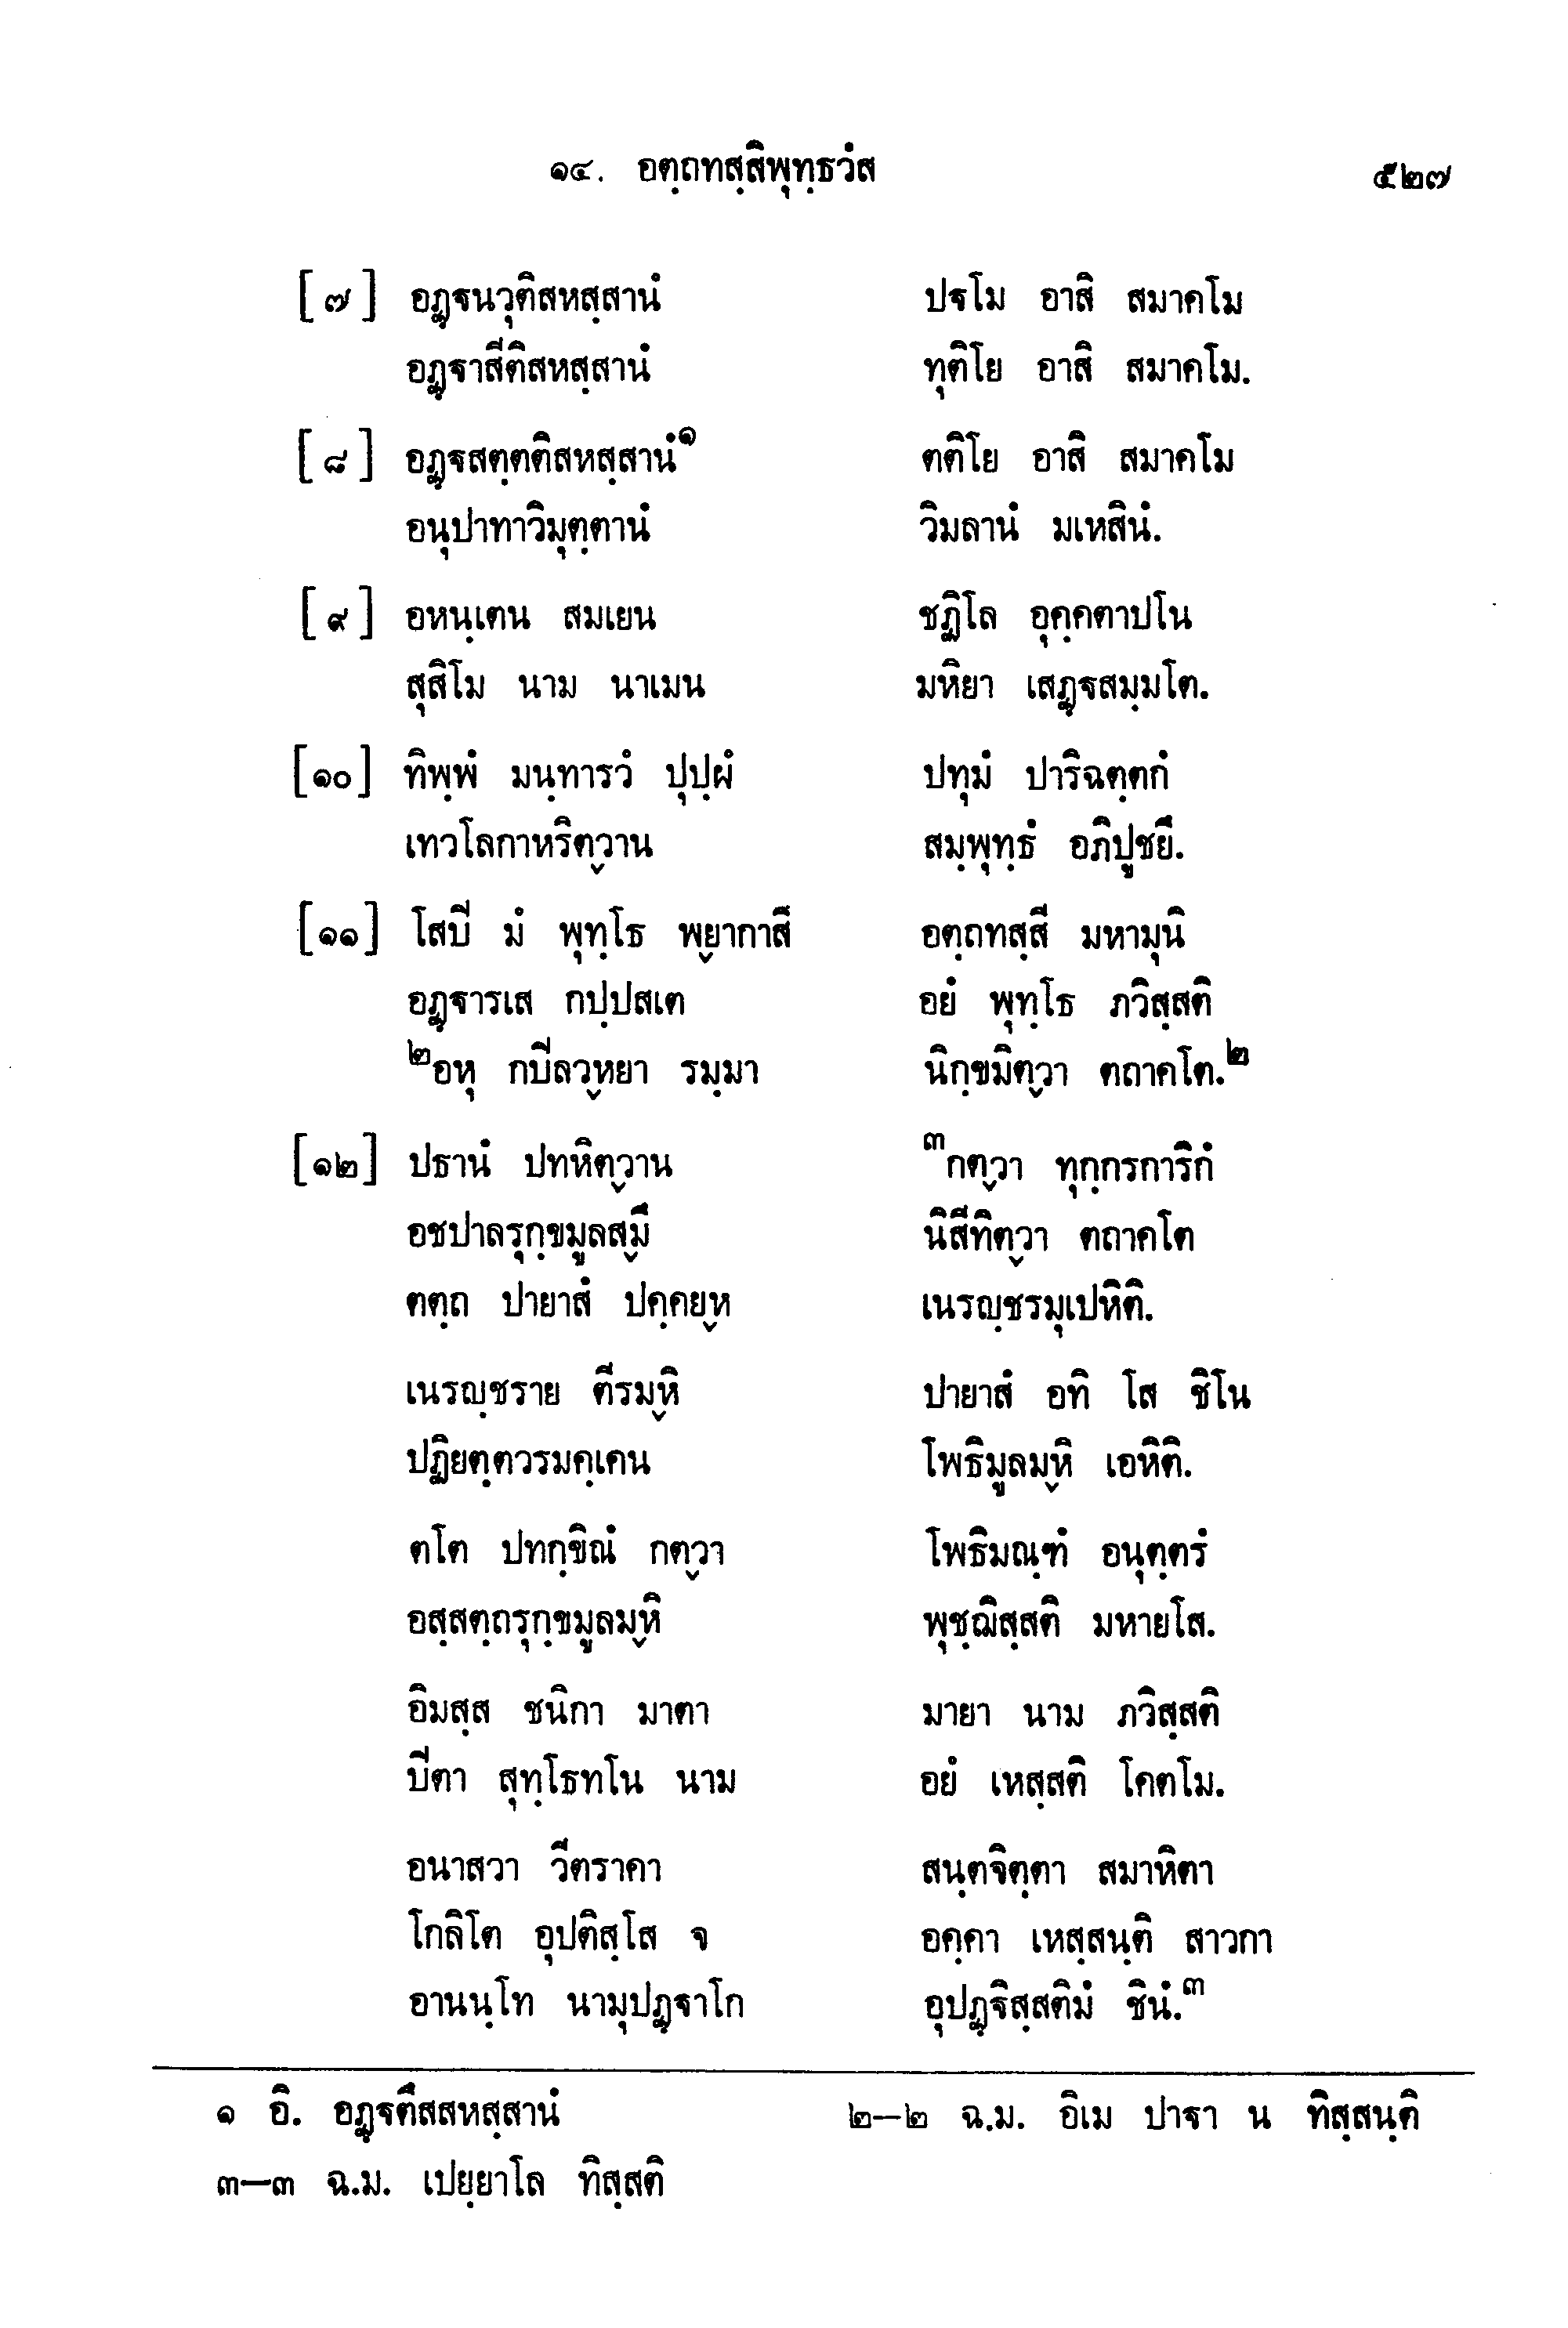 ๑๔. อตฺถทสฺสิพุทฺธวํส ๕๒๗
[๗] อฏฺฐนวุติสหสฺสานํ ปฐโม อาสิ สมาคโม
อฏฺฐาสีติสหสฺสานํ ทุติโย อาสิ สมาคโม.
[๘] อฏฺฐสตฺตติสหสฺสานํ๑ ตติโย อาสิ สมาคโม
อนุปาทาวิมุตฺตานํ วิมลานํ มเหสินํ.
[๙] อหนฺเตน สมเยน ชฏิโล อุคฺคตาปโน
สุสิโม นาม นาเมน มหิยา เสฏฺฐสมฺมโต.
[๑๐] ทิพฺพํ มนฺทารวํ ปุปฺผํ ปทุมํ ปาริฉตฺตกํ
เทวโลกาหริตฺวาน สมฺพุทฺธํ อภิปูชยึ.
[๑๑] โสปิ มํ พุทฺโธ พฺยากาสิ อตฺถทสฺสี มหามุนิ
อฏฺฐารเส กปฺปสเต อยํ พุทฺโธ ภวิสฺสติ
๒อหุ กปิลวฺหยา รมฺมา นิกฺขมิตฺวา ตถาคโต.๒
[๑๒] ปธานํ ปทหิตฺวาน ๓กตฺวา ทุกฺกรการิกํ
อชปาลรุกฺขมูลสฺมึ นิสีทิตฺวา ตถาคโต
ตตฺถ ปายาสํ ปคฺคยฺห เนรญฺชรมุเปหิติ.
เนรญฺชราย ตีรมฺหิ ปายาสํ อทิ โส ชิโน
ปฏิยตฺตวรมคฺเคน โพธิมูลมฺหิ เอหิติ.
ตโต ปทกฺขิณํ กตฺวา โพธิมณฺฑํ อนุตฺตรํ
อสฺสตฺถรุกฺขมูลมฺหิ พุชฺฌิสฺสติ มหายโส.
อิมสฺส ชนิกา มาตา มายา นาม ภวิสฺสติ
ปิตา สุทฺโธทโน นาม อยํ เหสฺสติ โคตโม.
อนาสวา วีตราคา สนฺตจิตฺตา สมาหิตา
โกลิโต อุปติสฺโส จ อคฺคา เหสฺสนฺติ สาวกา
อานนฺโท นามุปฏฺฐาโก อุปฏฺฐิสฺสติมํ ชินํ.๓
๑ อิ. อฏฺฐตึสสหสฺสานํ ๒–๒ ฉ.ม. อิเม ปาฐา น ทิสฺสนฺติ
๓–๓ ฉ.ม. เปยฺยาโล ทิสฺสติ